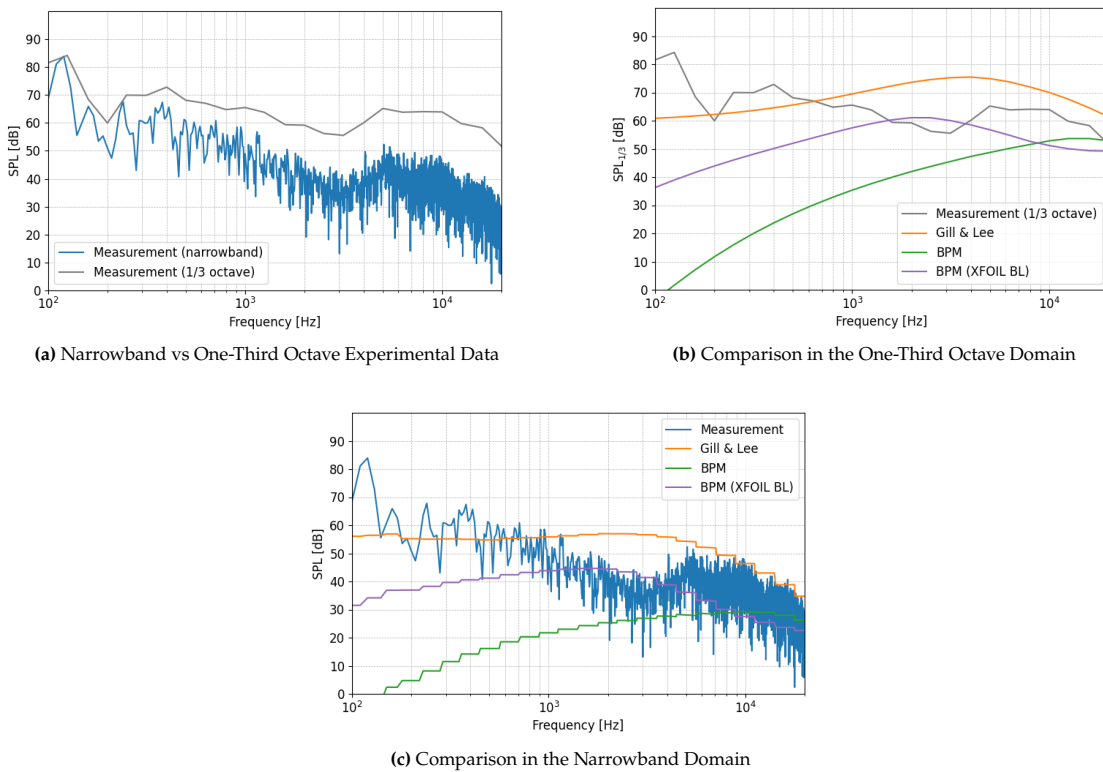 90
80
70
60
50
40
30
20
10
0
SPL [dB]
Measurement (narrowband)
Measurement (1/3 octave)
10²
10³
10⁴
Frequency [Hz]
(a) Narrowband vs One-Third Octave Experimental Data
90
80
70
60
50
40
30
20
10
0
SPL₁/₃ [dB]
Measurement (1/3 octave)
Gill & Lee
BPM
BPM (XFOIL BL)
10²
10³
10⁴
Frequency [Hz]
(b) Comparison in the One-Third Octave Domain
90
80
70
60
50
40
30
20
10
0
SPL [dB]
Measurement
Gill & Lee
BPM
BPM (XFOIL BL)
10²
10³
10⁴
Frequency [Hz]
(c) Comparison in the Narrowband Domain